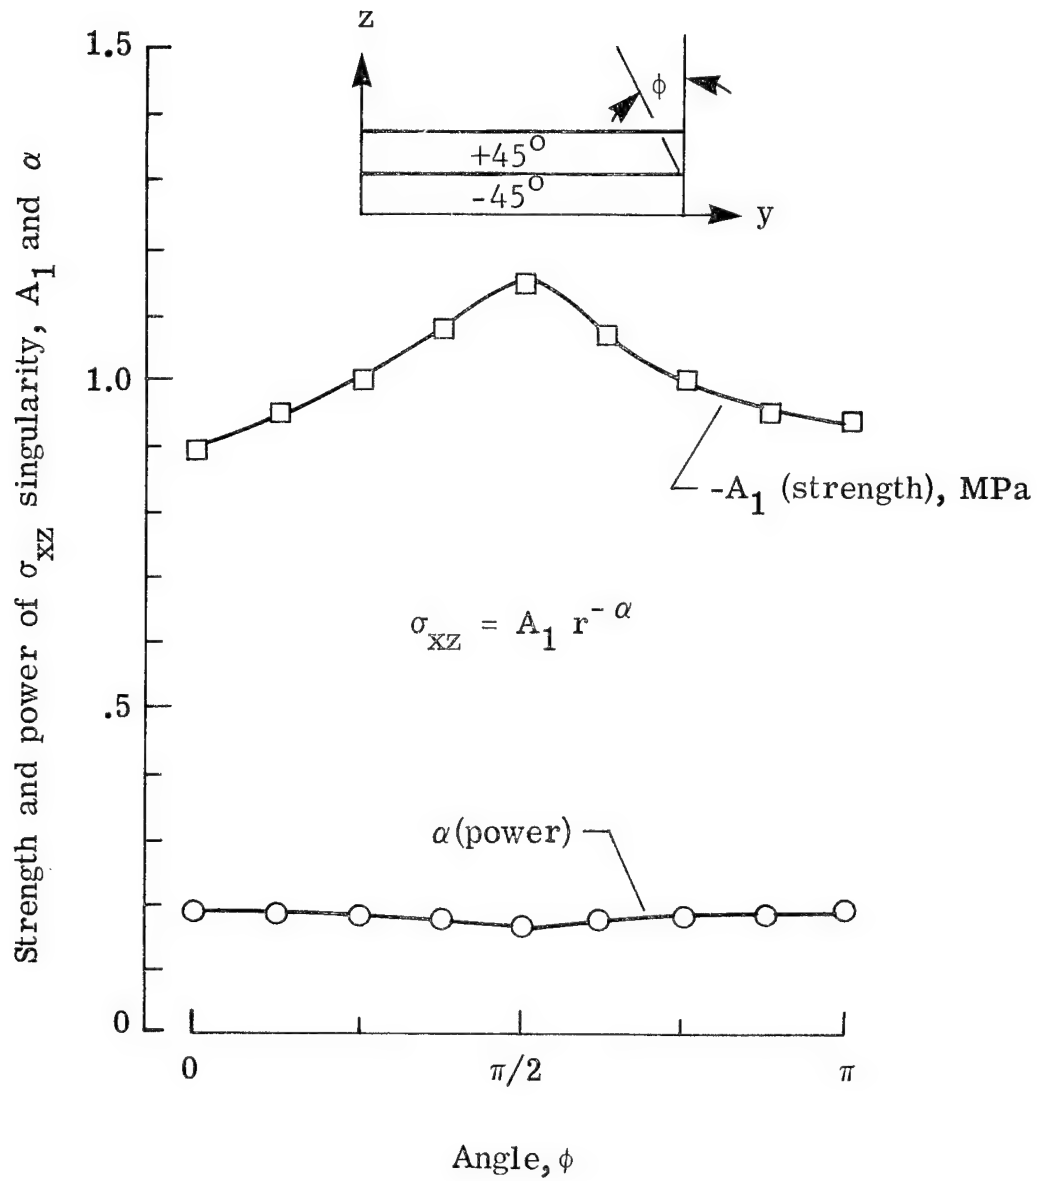 z
1.5
ϕ
+45°
-45°
y
Strength and power of σxz singularity, A1 and α
1.0
-A1 (strength), MPa
σxz = A1 r^-α
.5
α(power)
0
0
π/2
π
Angle, ϕ